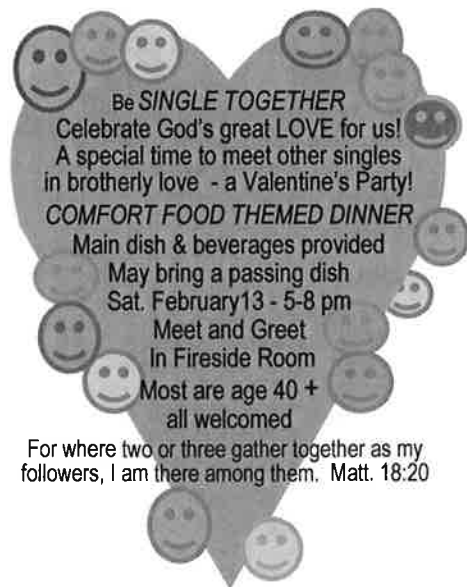 Be SINGLE TOGETHER
Celebrate God's great LOVE for us!
A special time to meet other singles
in brotherly love - a Valentine's Party!
COMFORT FOOD THEMED DINNER
Main dish & beverages provided
May bring a passing dish
Sat. February13 - 5-8 pm
Meet and Greet
In Fireside Room
Most are age 40 +
all welcomed
For where two or three gather together as my
followers, I am there among them. Matt. 18:20